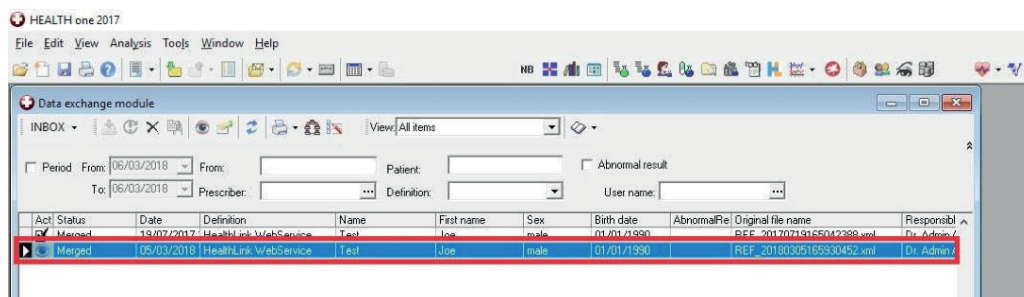 HEALTH one 2017
File Edit View Analysis Tools Window Help
NB
Data exchange module
INBOX View: All items
Period From: 06/03/2018 From: Patient: Abnormal result
To: 06/03/2018 Prescriber: ... Definition: User name: ...
Act Status Date Definition Name First name Sex Birth date AbnormalRe Original file name Responsibl
Merged 19/07/2017 HealthLink WebService Test Joe male 01/01/1990 REF_20170719165042388.xml Dr. Admin A
Merged 05/03/2018 HealthLink WebService Test Joe male 01/01/1990 REF_20180305165930452.xml Dr. Admin A